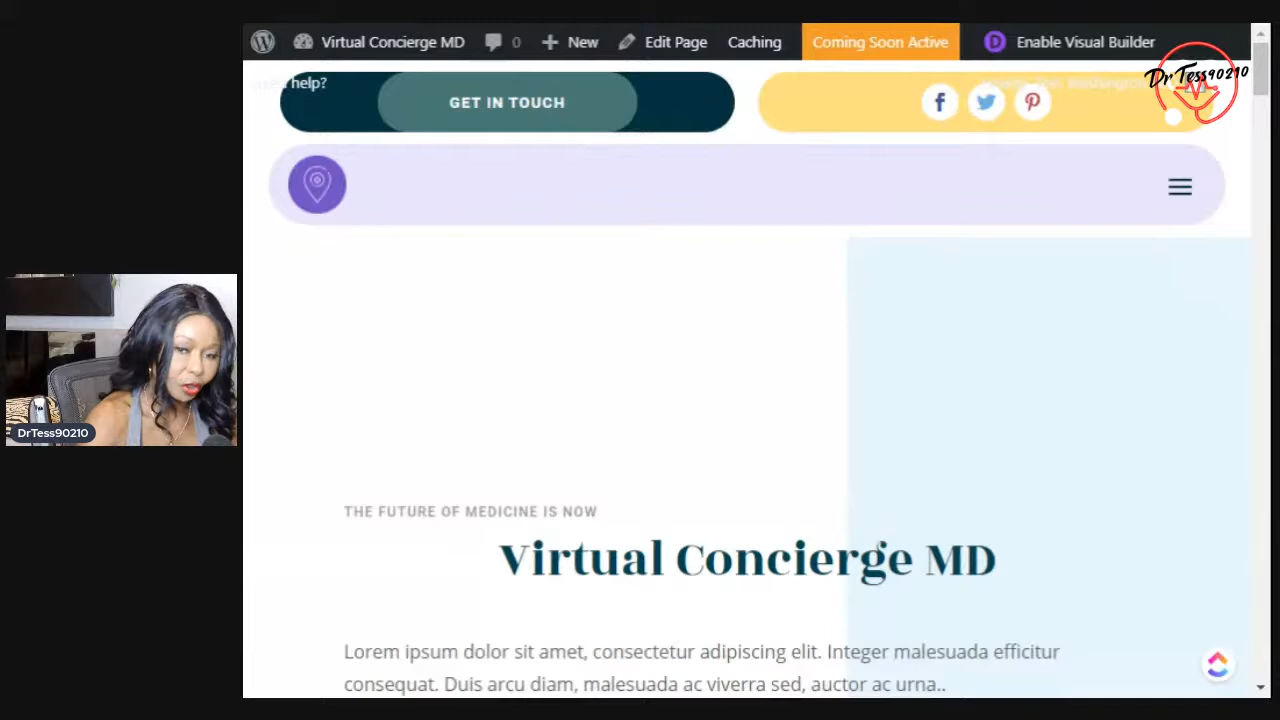 Virtual Concierge MD 0 New Edit Page Caching Coming Soon Active Enable Visual Builder
help?
GET IN TOUCH
DrTess90210
THE FUTURE OF MEDICINE IS NOW
Virtual Concierge MD
Lorem ipsum dolor sit amet, consectetur adipiscing elit. Integer malesuada efficitur
consequat. Duis arcu diam, malesuada ac viverra sed, auctor ac urna..
DrTess90210